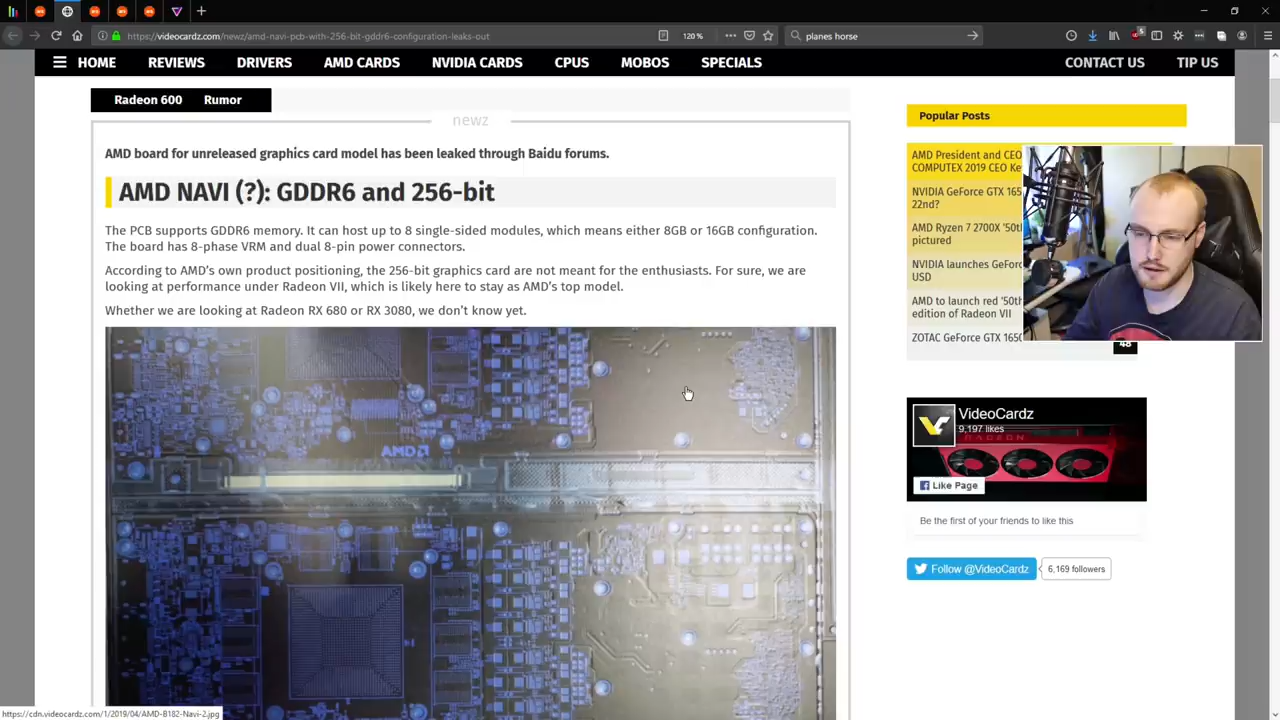 https://videocardz.com/newz/amd-navi-pcb-with-256-bit-gddr6-configuration-leaks-out
120%
planes horse
HOME
REVIEWS
DRIVERS
AMD CARDS
NVIDIA CARDS
CPUS
MOBOS
SPECIALS
CONTACT US
TIP US
Radeon 600
Rumor
newz
AMD board for unreleased graphics card model has been leaked through Baidu forums.
AMD NAVI (?): GDDR6 and 256-bit
The PCB supports GDDR6 memory. It can host up to 8 single-sided modules, which means either 8GB or 16GB configuration.
The board has 8-phase VRM and dual 8-pin power connectors.
According to AMD's own product positioning, the 256-bit graphics card are not meant for the enthusiasts. For sure, we are
looking at performance under Radeon VII, which is likely here to stay as AMD's top model.
Whether we are looking at Radeon RX 680 or RX 3080, we don't know yet.
AMD
Popular Posts
AMD President and CEO
COMPUTEX 2019 CEO Ke
NVIDIA GeForce GTX 165
22nd?
AMD Ryzen 7 2700X '50th
pictured
NVIDIA launches GeFor
USD
AMD to launch red '50th
edition of Radeon VII
ZOTAC GeForce GTX 1650
48
VideoCardz
9,197 likes
RADEON
Like Page
Be the first of your friends to like this
Follow @VideoCardz
6,169 followers
https://cdn.videocardz.com/1/2019/04/AMD-B182-Navi-2.jpg